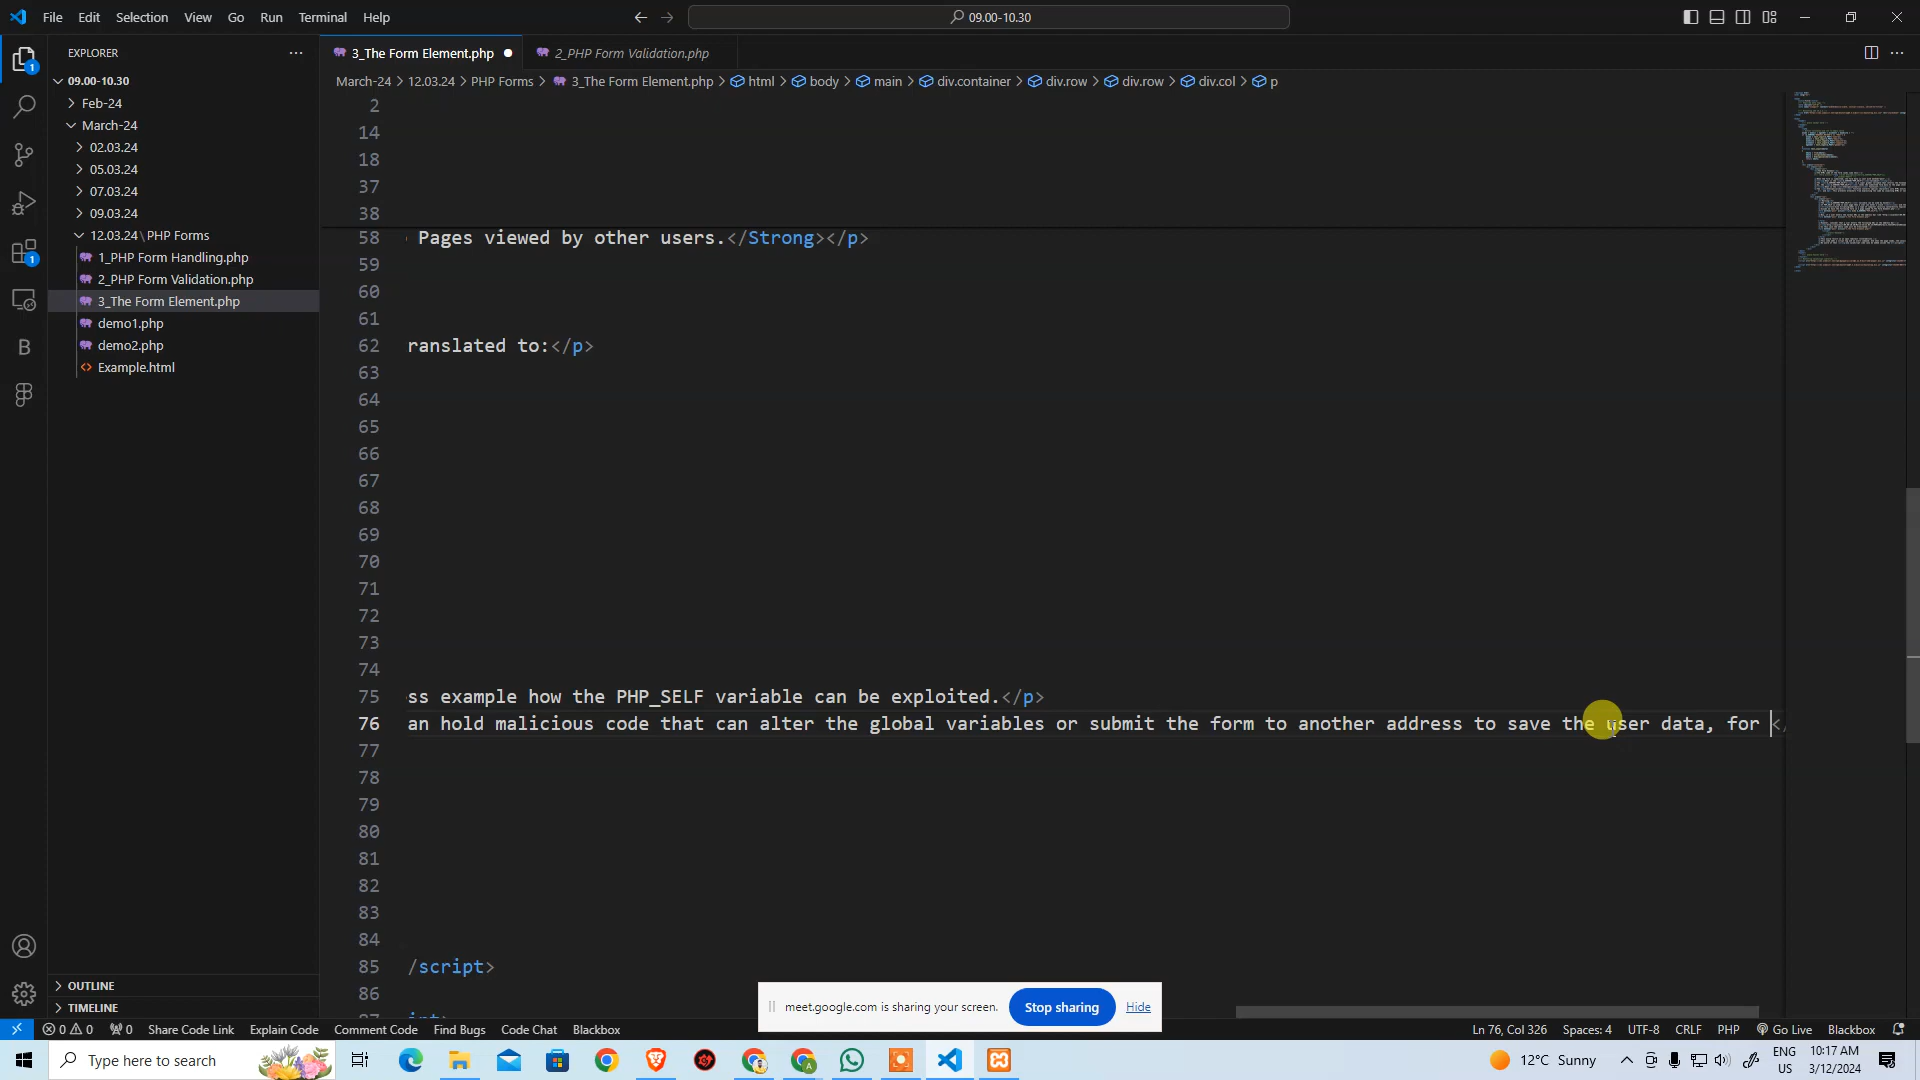 File Edit Selection View Go Run Terminal Help
09.00-10.30
EXPLORER
09.00-10.30
Feb-24
March-24
02.03.24
05.03.24
07.03.24
09.03.24
12.03.24\PHP Forms
1_PHP Form Handling.php
2_PHP Form Validation.php
3_The Form Element.php
demo1.php
demo2.php
Example.html
OUTLINE
TIMELINE
3_The Form Element.php
2_PHP Form Validation.php
March-24 > 12.03.24 > PHP Forms > 3_The Form Element.php > html > body > main > div.container > div.row > div.row > div.col > p
2
14
18
37
38
58 Pages viewed by other users.</Strong></p>
59
60
61
62 ranslated to:</p>
63
64
65
66
67
68
69
70
71
72
73
74
75 ss example how the PHP_SELF variable can be exploited.</p>
76 an hold malicious code that can alter the global variables or submit the form to another address to save the user data, for <
77
78
79
80
81
82
83
84
85 /script>
86
meet.google.com is sharing your screen. Stop sharing Hide
0 0 0 Share Code Link Explain Code Comment Code Find Bugs Code Chat Blackbox
Ln 76, Col 326 Spaces: 4 UTF-8 CRLF PHP Go Live Blackbox
Type here to search
12°C Sunny
ENG
US
10:17 AM
3/12/2024